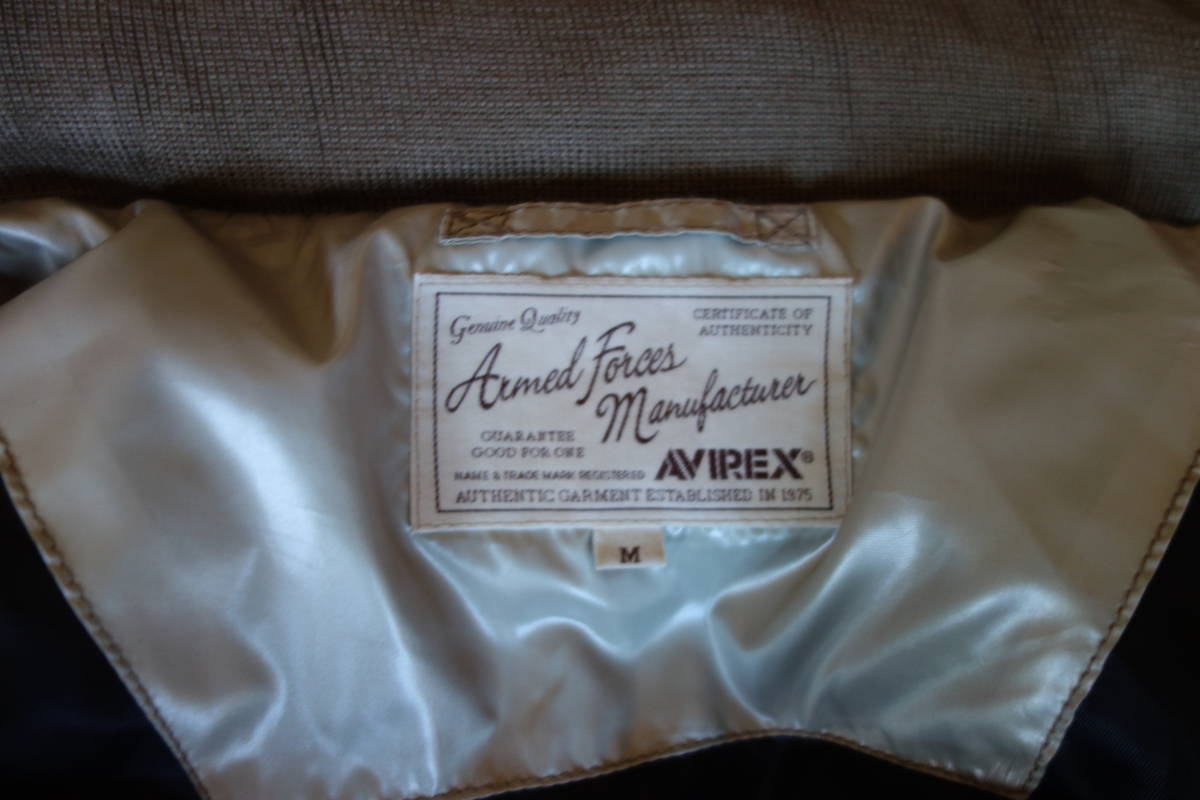 Genuine Quality
CERTIFICATE OF
AUTHENTICITY
Armed Forces
Manufacturer
GUARANTEE
GOOD FOR ONE
NAME & TRADE MARK REGISTERED
AVIREX®
AUTHENTIC GARMENT ESTABLISHED IN 1975
M